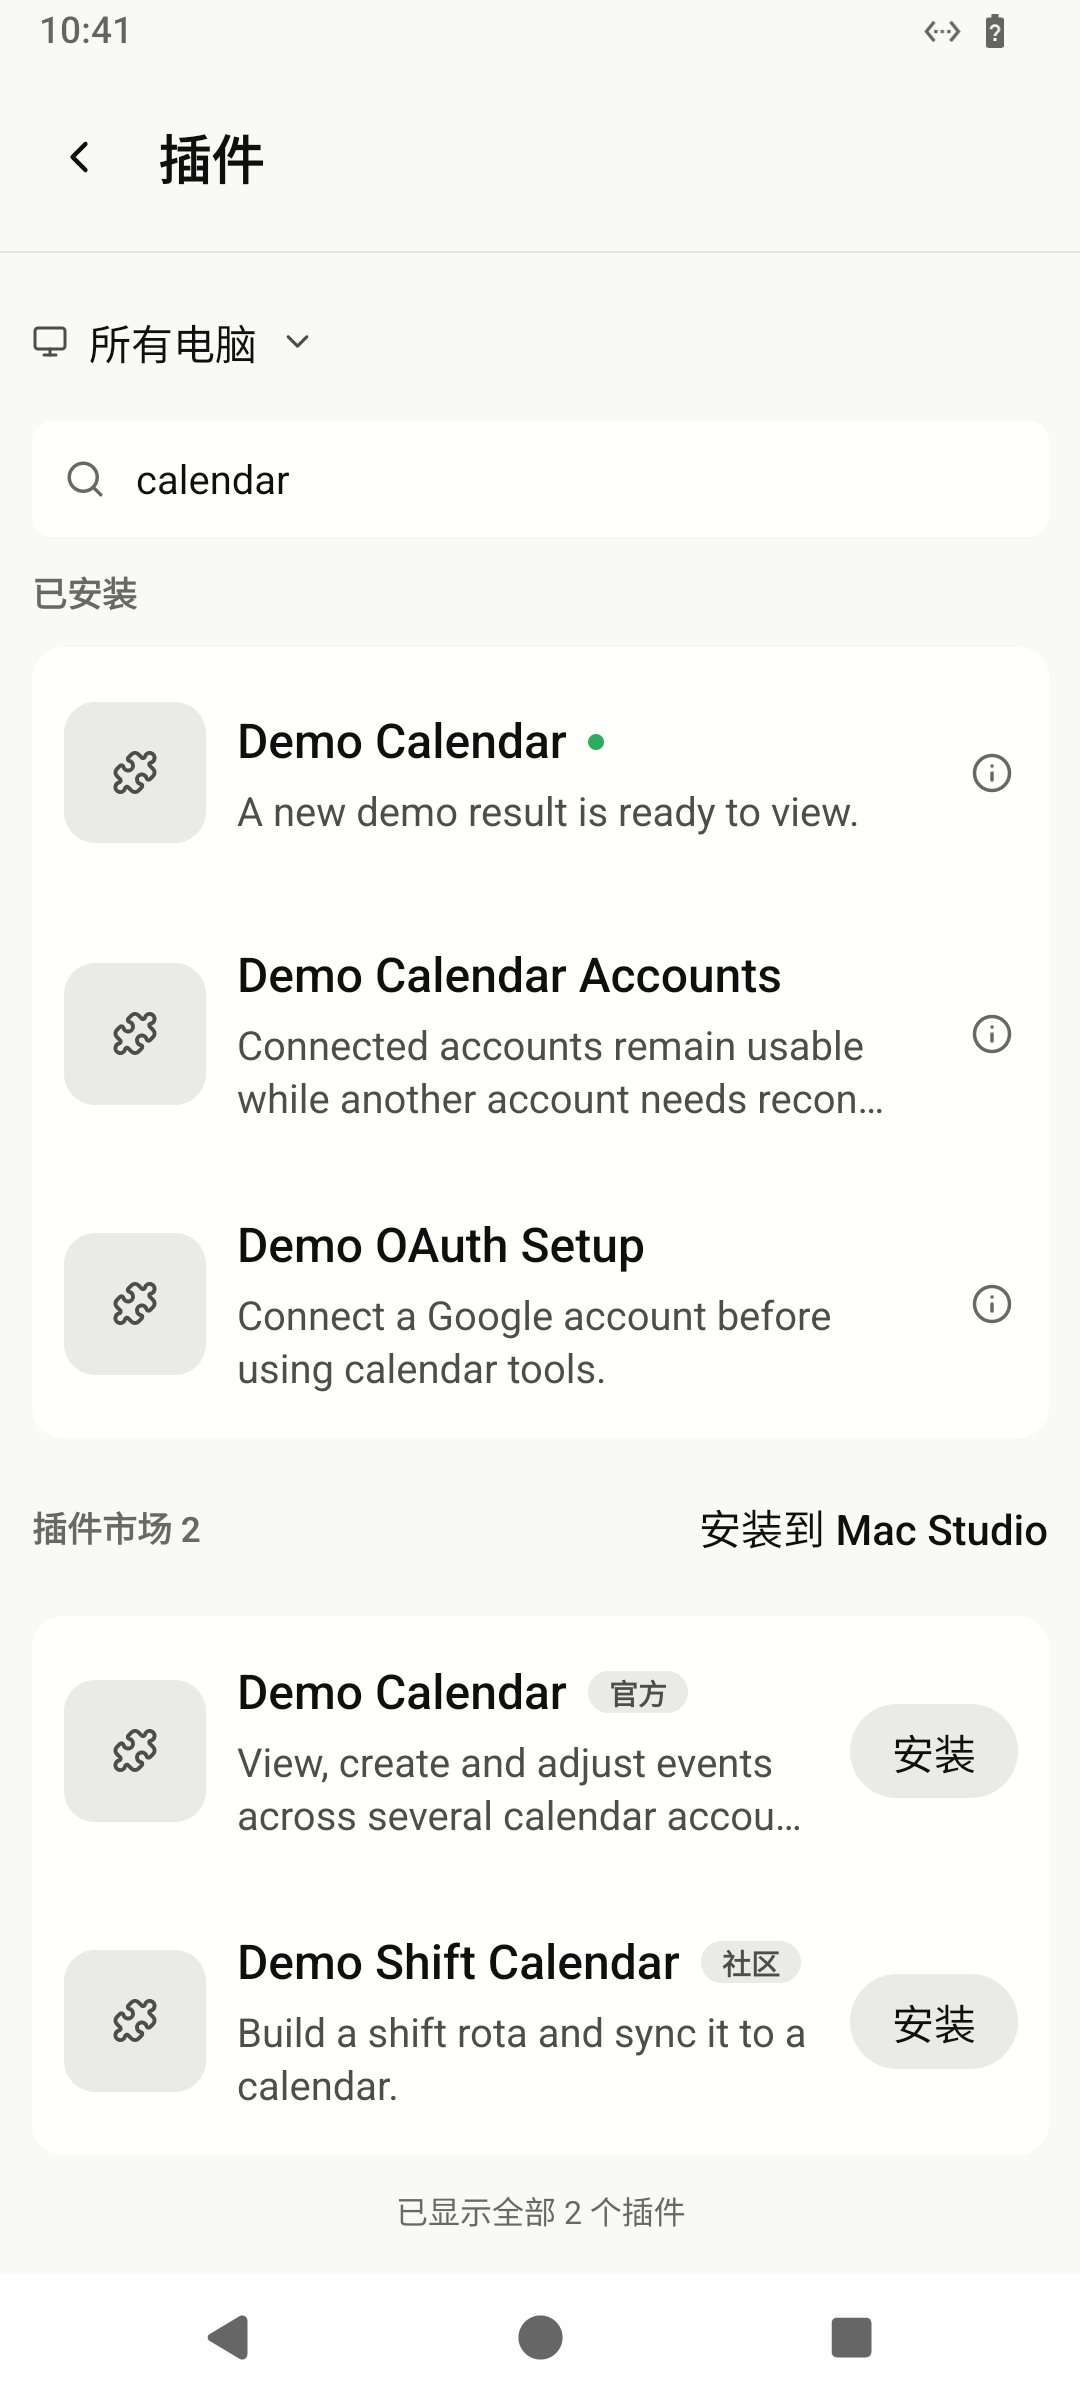 10:41
插件
所有电脑
calendar
已安装
Demo Calendar
A new demo result is ready to view.
Demo Calendar Accounts
Connected accounts remain usable
while another account needs recon…
Demo OAuth Setup
Connect a Google account before
using calendar tools.
插件市场 2
安装到 Mac Studio
Demo Calendar 官方
View, create and adjust events
across several calendar accou…
安装
Demo Shift Calendar 社区
Build a shift rota and sync it to a
calendar.
安装
已显示全部 2 个插件